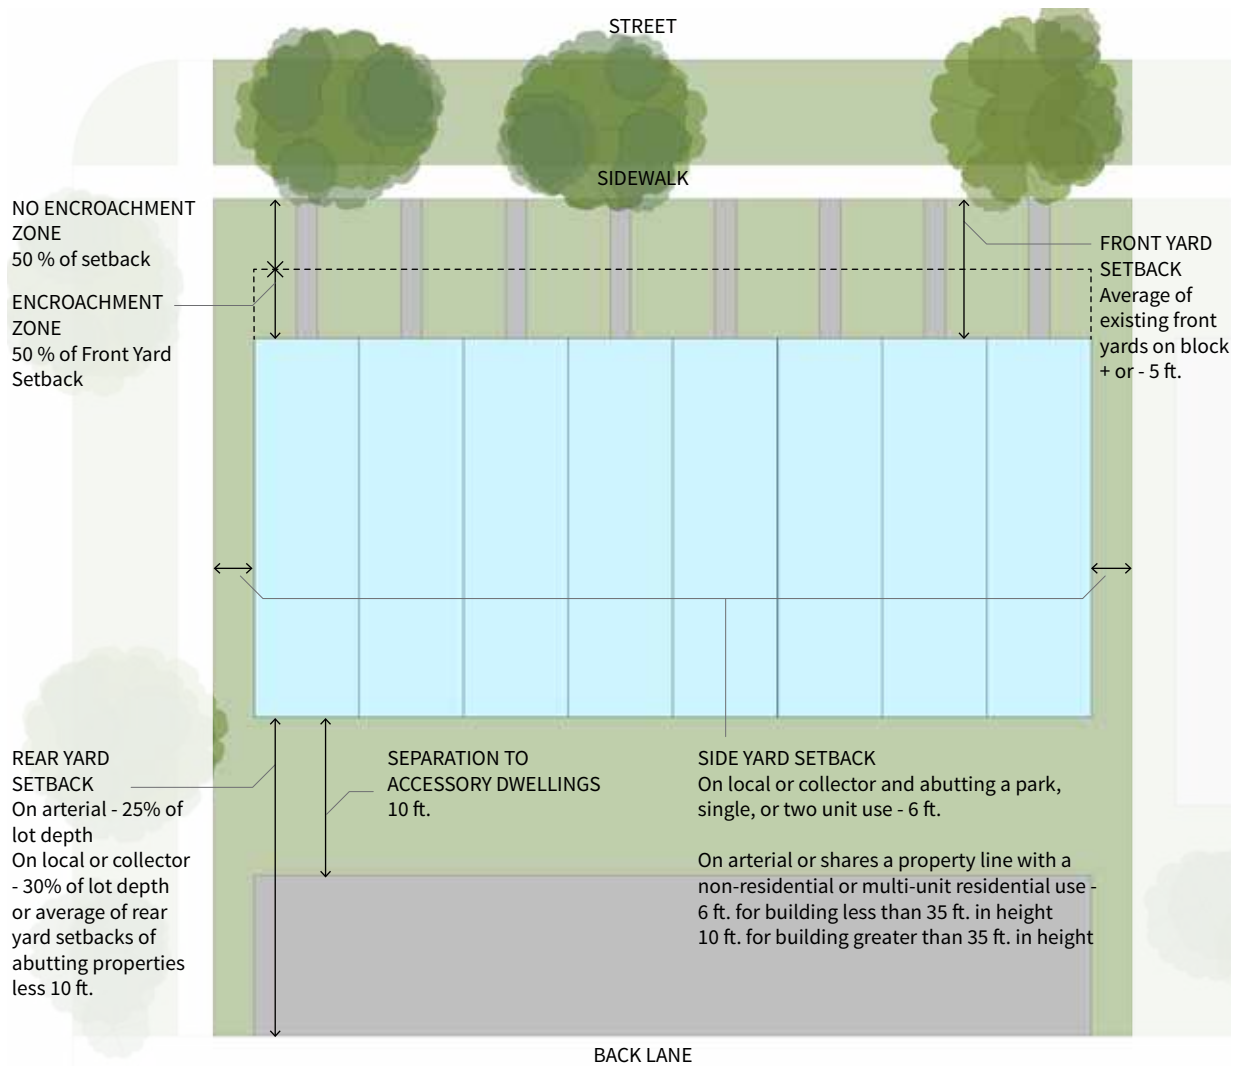 STREET
SIDEWALK
NO ENCROACHMENT
ZONE
50 % of setback
ENCROACHMENT
ZONE
50 % of Front Yard
Setback
FRONT YARD
SETBACK
Average of
existing front
yards on block
+ or - 5 ft.
REAR YARD
SETBACK
On arterial - 25% of
lot depth
On local or collector
- 30% of lot depth
or average of rear
yard setbacks of
abutting properties
less 10 ft.
SEPARATION TO
ACCESSORY DWELLINGS
10 ft.
SIDE YARD SETBACK
On local or collector and abutting a park,
single, or two unit use - 6 ft.
On arterial or shares a property line with a
non-residential or multi-unit residential use -
6 ft. for building less than 35 ft. in height
10 ft. for building greater than 35 ft. in height
BACK LANE